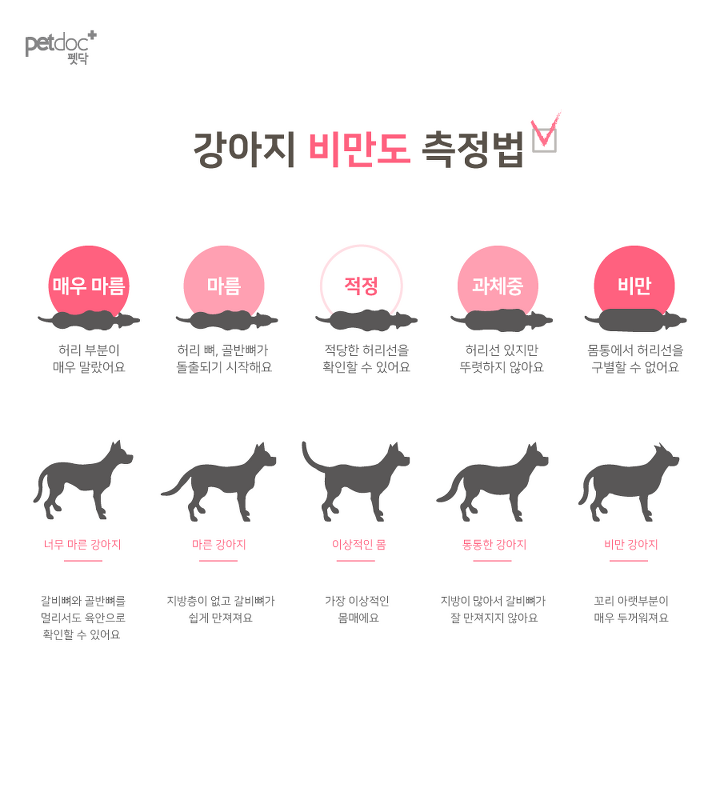 petdoc+
펫닥
강아지 비만도 측정법
매우 마름
마름
적정
과체중
비만
허리 부분이
매우 말랐어요
허리 뼈, 골반뼈가
돌출되기 시작해요
적당한 허리선을
확인할 수 있어요
허리선 있지만
뚜렷하지 않아요
몸통에서 허리선을
구별할 수 없어요
너무 마른 강아지
마른 강아지
이상적인 몸
통통한 강아지
비만 강아지
갈비뼈와 골반뼈를
멀리서도 육안으로
확인할 수 있어요
지방층이 없고 갈비뼈가
쉽게 만져져요
가장 이상적인
몸매에요
지방이 많아서 갈비뼈가
잘 만져지지 않아요
꼬리 아랫부분이
매우 두꺼워져요